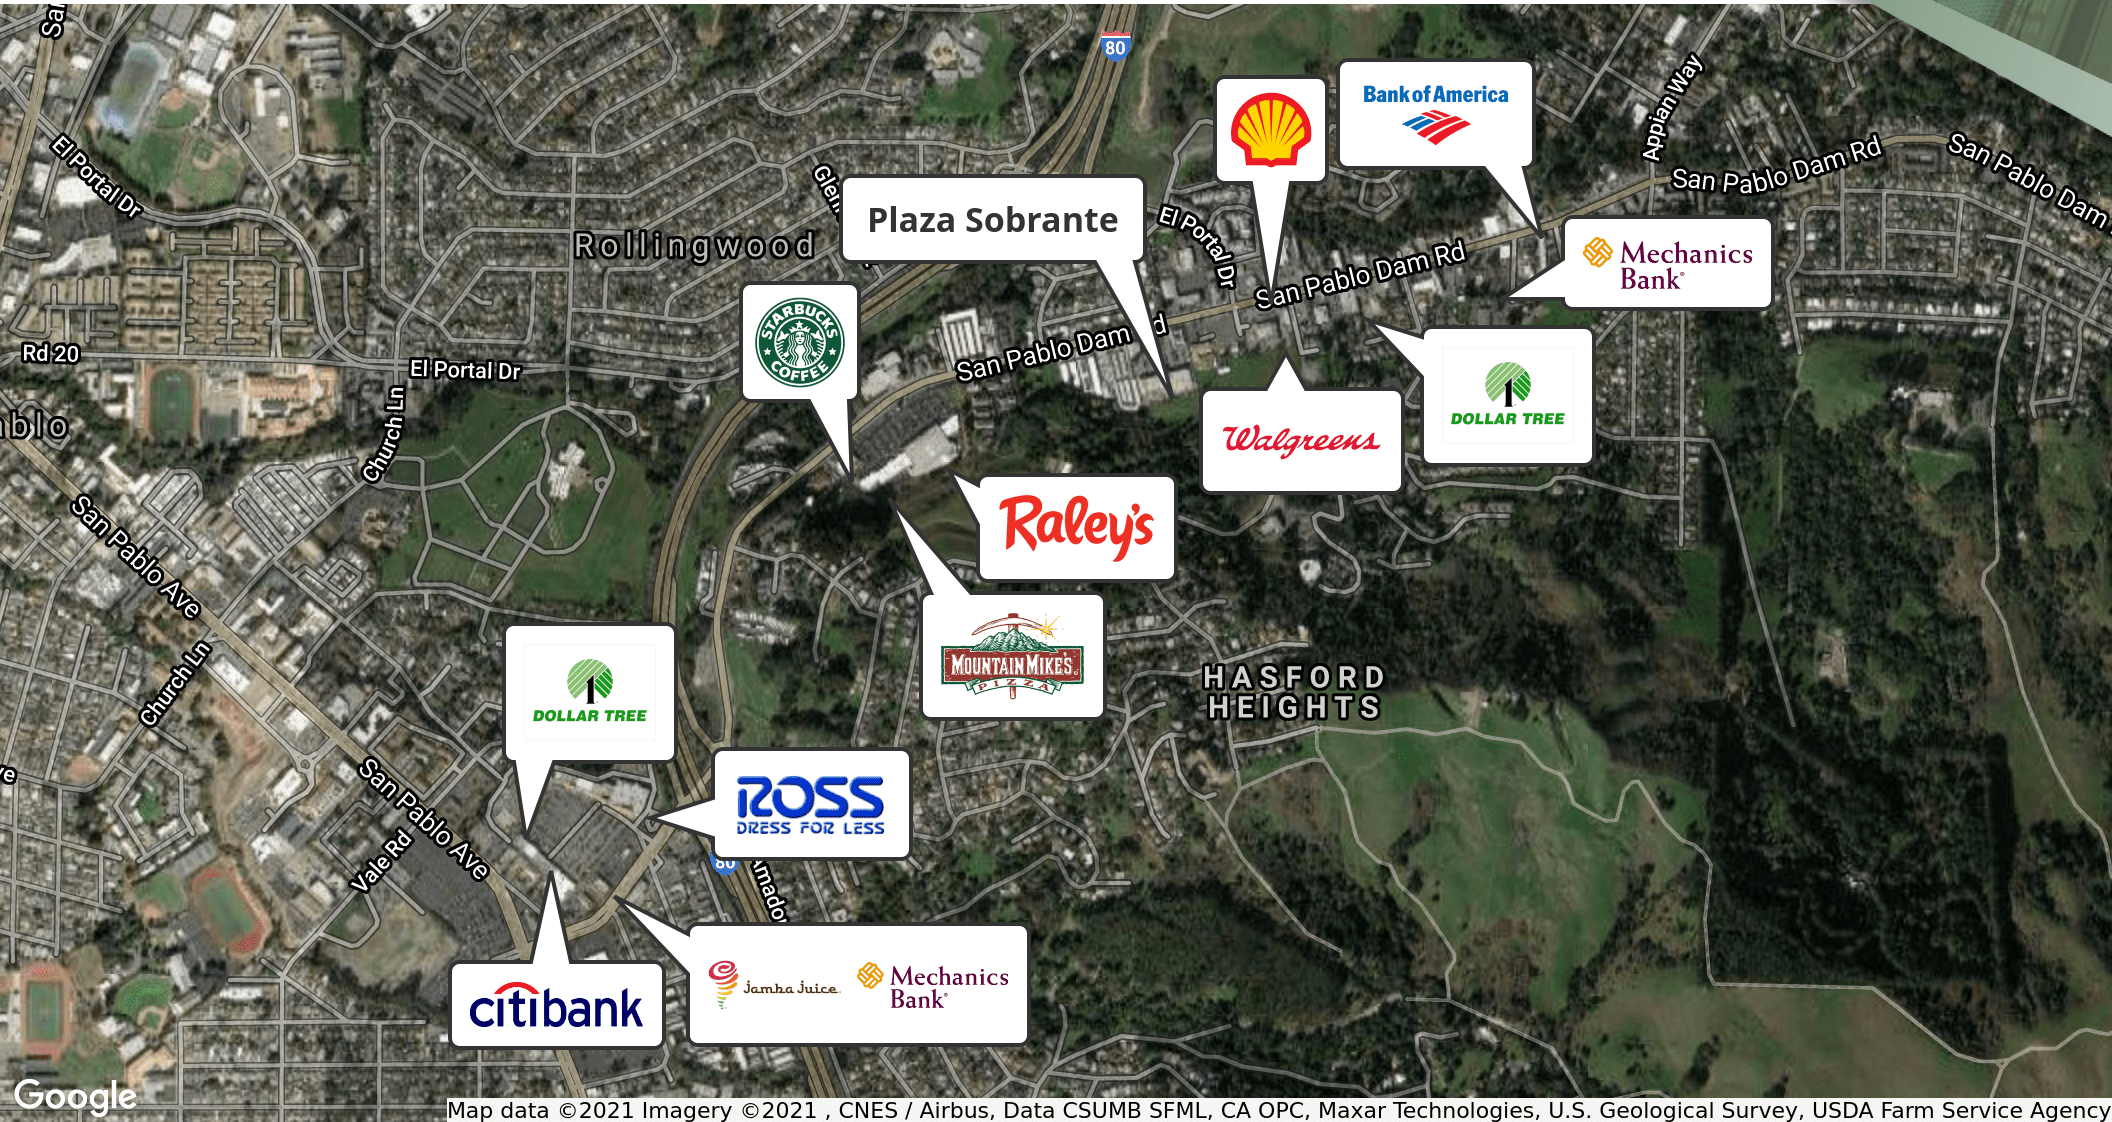 80
Bank of America
Appian Way
San Pablo Dam Rd
San Pablo Dam
El Portal Dr
Plaza Sobrante
El Portal Dr
Rollingwood
San Pablo Dam Rd
Mechanics
Bank
STARBUCKS
COFFEE
San Pablo Dam
Rd 20
El Portal Dr
Church Ln
DOLLAR TREE
Walgreens
Raley's
San Pablo Ave
MOUNTAIN MIKE'S
PIZZA
HASFORD
HEIGHTS
Church Ln
DOLLAR TREE
ROSS
DRESS FOR LESS
80
San Pablo Ave
Vale Rd
citibank
Jamba Juice
Mechanics
Bank
Google
Map data ©2021 Imagery ©2021 , CNES / Airbus, Data CSUMB SFML, CA OPC, Maxar Technologies, U.S. Geological Survey, USDA Farm Service Agency